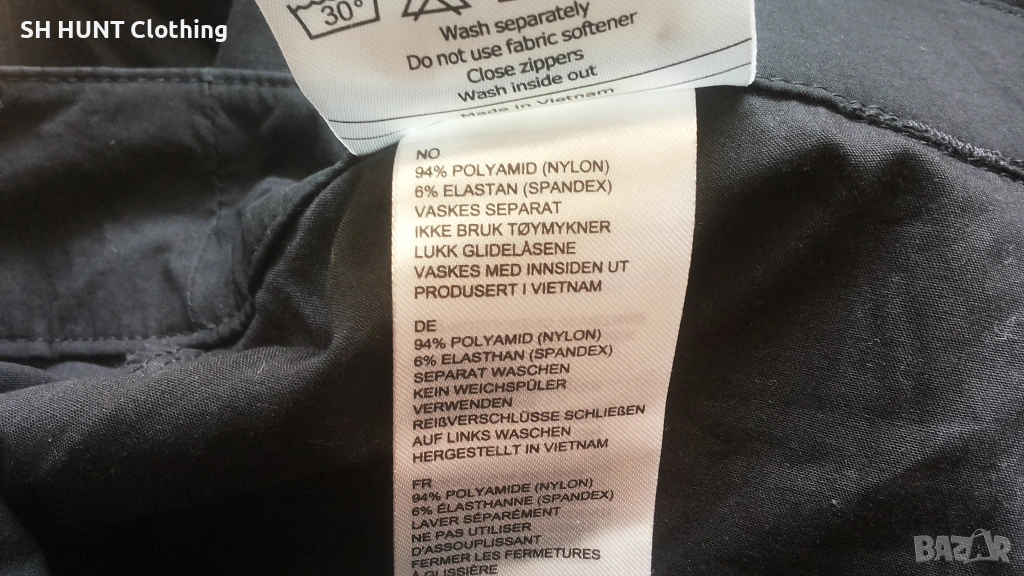 SH HUNT Clothing
30°
Wash separately
Do not use fabric softener
Close zippers
Wash inside out
Made in Vietnam
NO
94% POLYAMID (NYLON)
6% ELASTAN (SPANDEX)
VASKES SEPARAT
IKKE BRUK TØYMYKNER
LUKK GLIDELÅSENE
VASKES MED INNSIDEN UT
PRODUSERT I VIETNAM
DE
94% POLYAMID (NYLON)
6% ELASTHAN (SPANDEX)
SEPARAT WASCHEN
KEIN WEICHSPÜLER
VERWENDEN
REIßVERSCHLÜSSE SCHLIEßEN
AUF LINKS WASCHEN
HERGESTELLT IN VIETNAM
FR
94% POLYAMIDE (NYLON)
6% ÉLASTHANNE (SPANDEX)
LAVER SÉPARÉMENT
NE PAS UTILISER
D'ASSOUPLISSANT
FERMER LES FERMETURES
À GLISSIÈRE
BAZAR